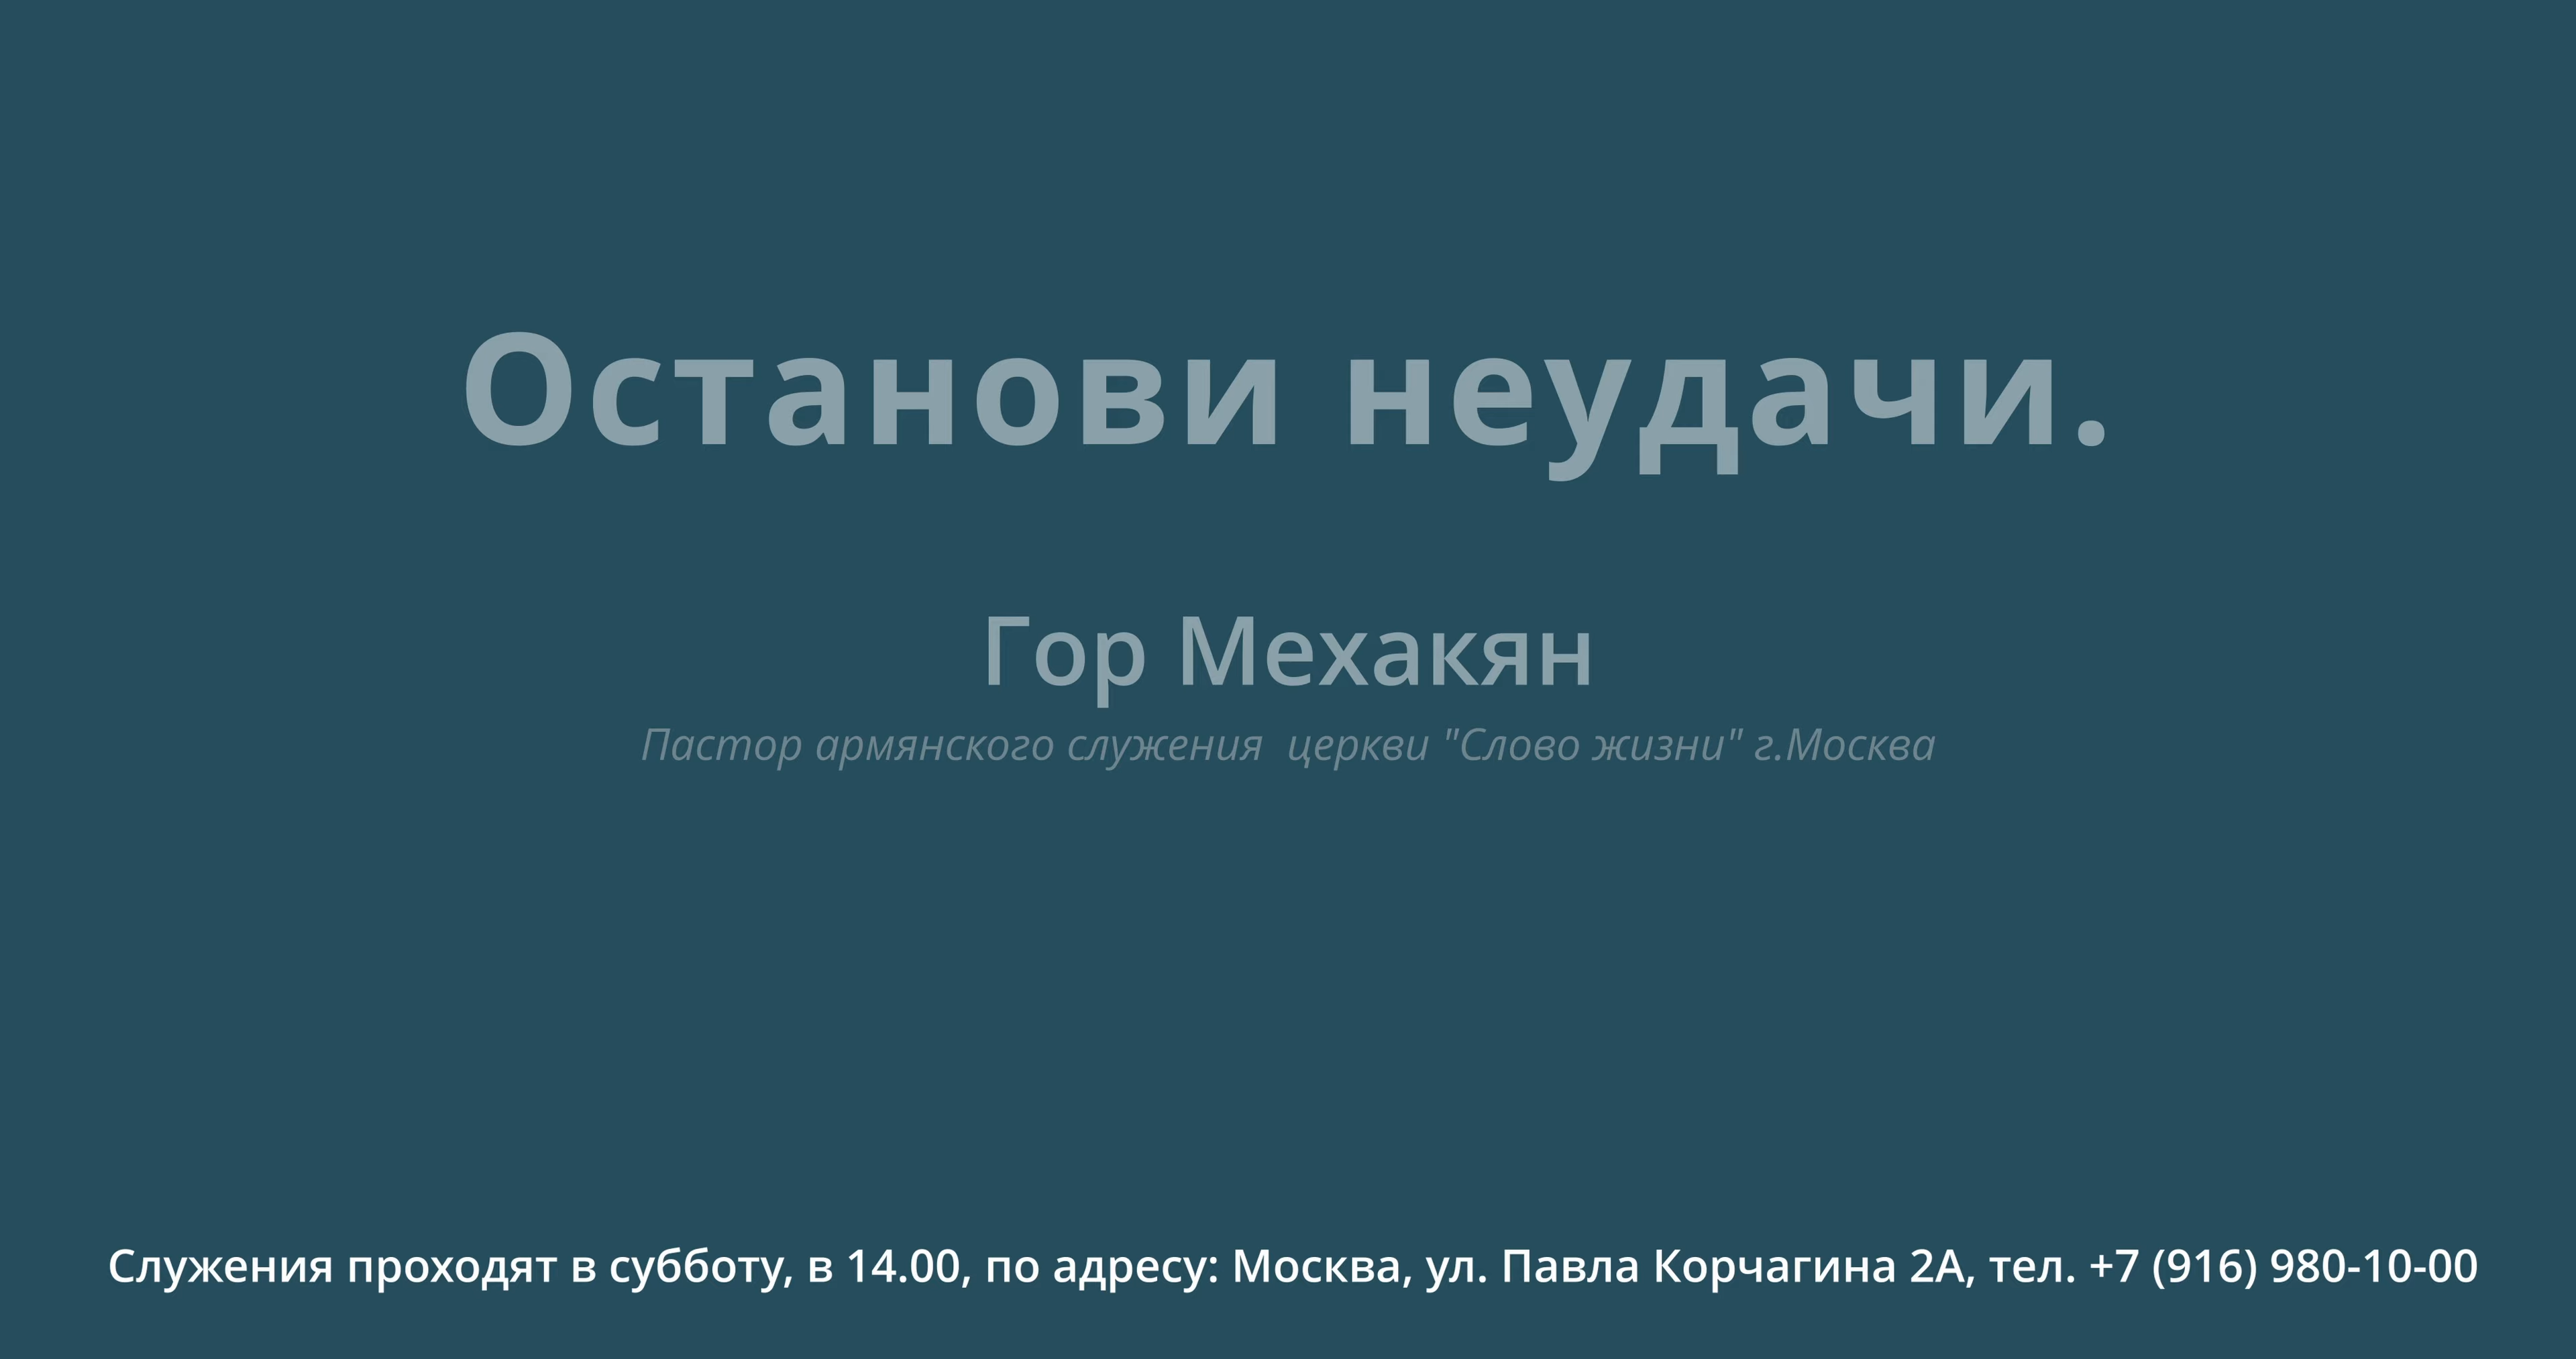 Останови неудачи.
Гор Мехакян
Пастор армянского служения  церкви "Слово жизни" г.Москва
Служения проходят в субботу, в 14.00, по адресу: Москва, ул. Павла Корчагина 2А, тел. +7 (916) 980-10-00